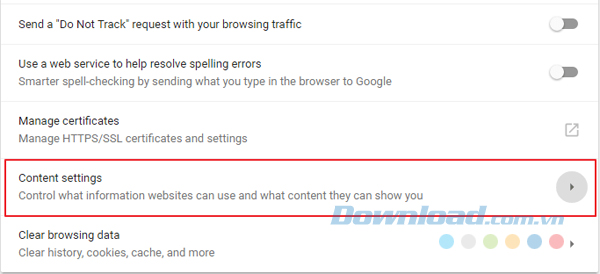 Send a "Do Not Track" request with your browsing traffic
Use a web service to help resolve spelling errors
Smarter spell-checking by sending what you type in the browser to Google
Manage certificates
Manage HTTPS/SSL certificates and settings
Content settings
Control what information websites can use and what content they can show you
Download.com.vn
Clear browsing data
Clear history, cookies, cache, and more